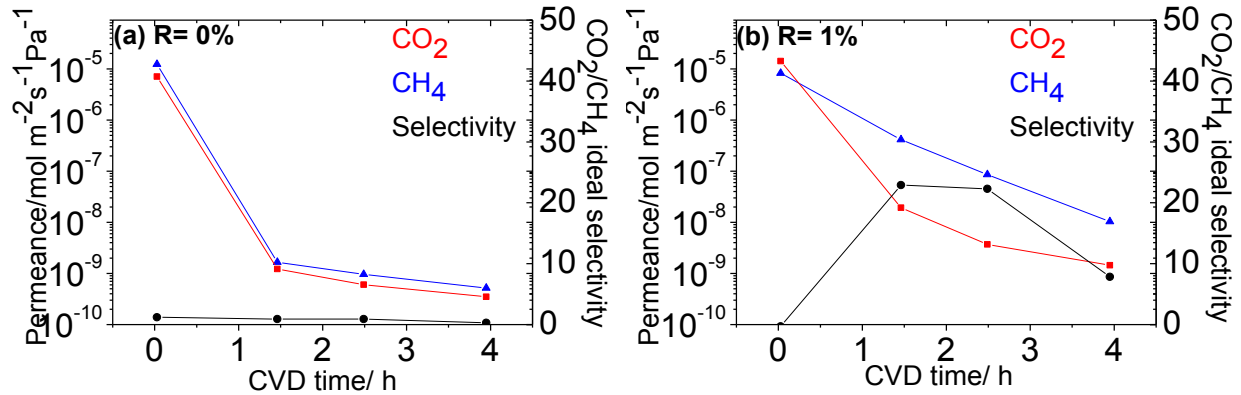 (a) R= 0%
CO2
CH4
Selectivity
Permeance/mol m-2s-1Pa-1
10-5
10-6
10-7
10-8
10-9
10-10
50
40
30
20
10
0
CO2/CH4 ideal selectivity
0 1 2 3 4
CVD time/ h
(b) R= 1%
CO2
CH4
Selectivity
Permeance/mol m-2s-1Pa-1
10-5
10-6
10-7
10-8
10-9
10-10
50
40
30
20
10
0
CO2/CH4 ideal selectivity
0 1 2 3 4
CVD time/ h